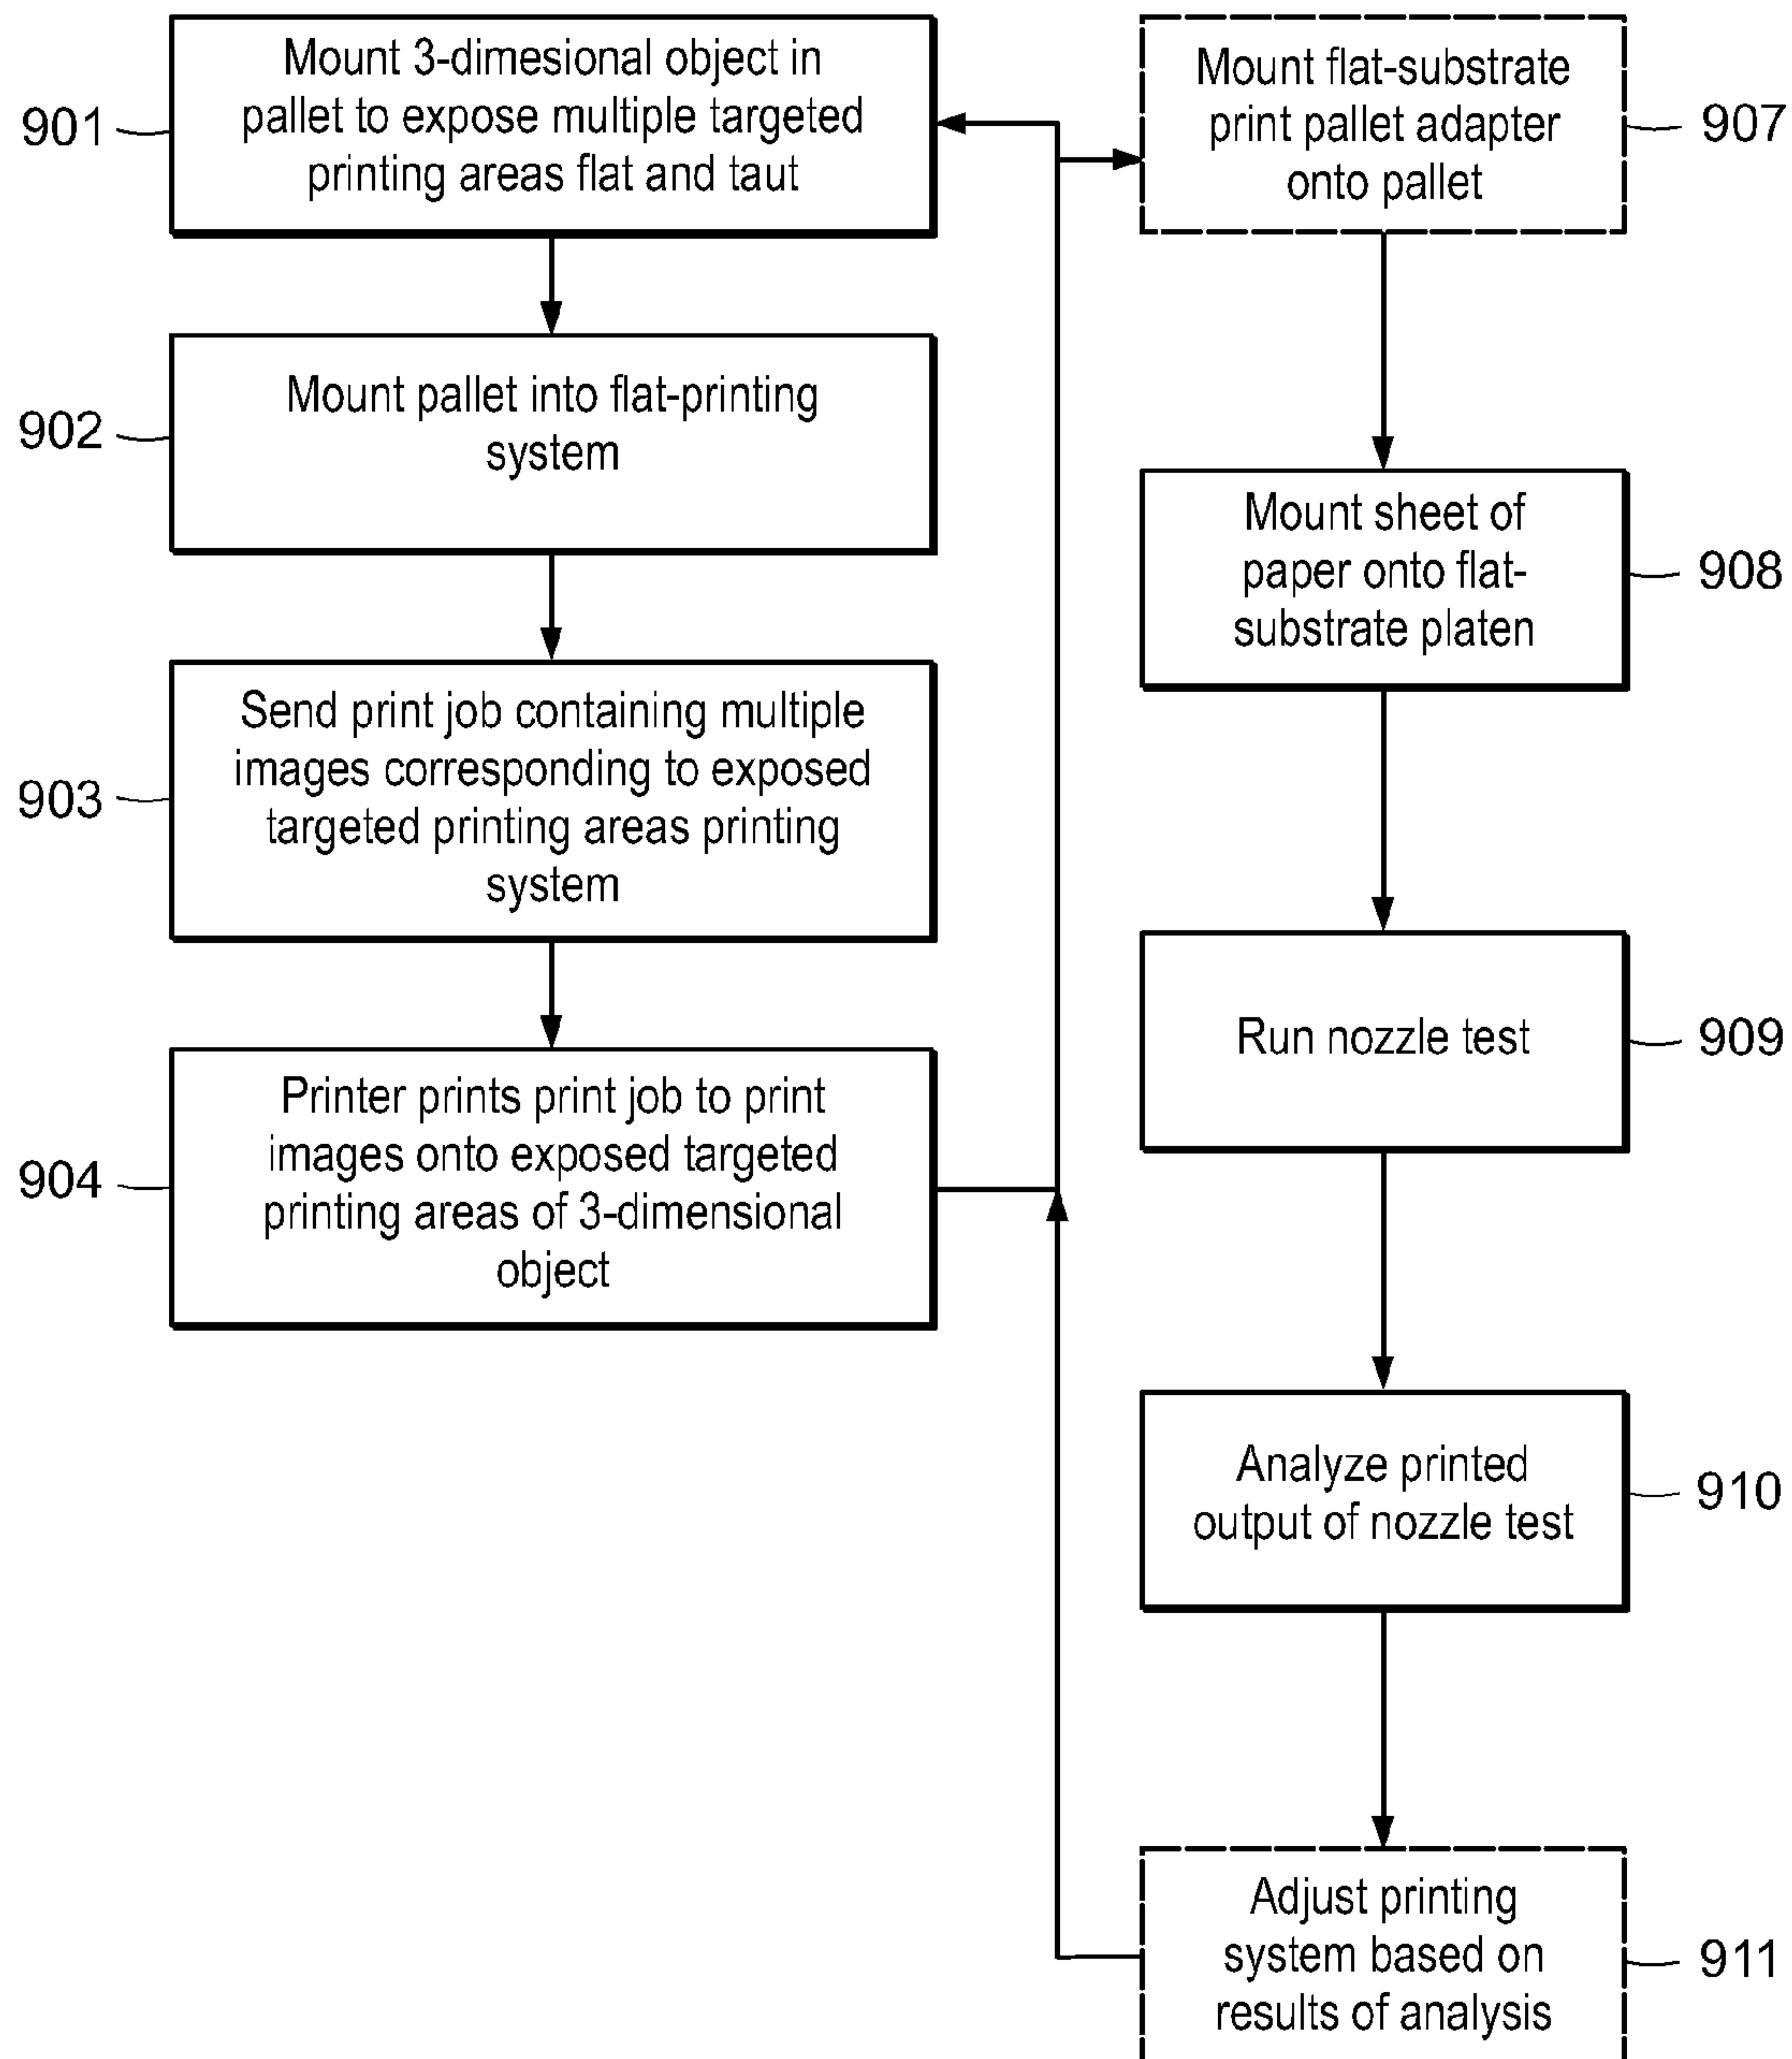 901
Mount 3-dimesional object in
pallet to expose multiple targeted
printing areas flat and taut
902
Mount pallet into flat-printing
system
903
Send print job containing multiple
images corresponding to exposed
targeted printing areas printing
system
904
Printer prints print job to print
images onto exposed targeted
printing areas of 3-dimensional
object
Mount flat-substrate
print pallet adapter
onto pallet
907
Mount sheet of
paper onto flat-
substrate platen
908
Run nozzle test
909
Analyze printed
output of nozzle test
910
Adjust printing
system based on
results of analysis
911